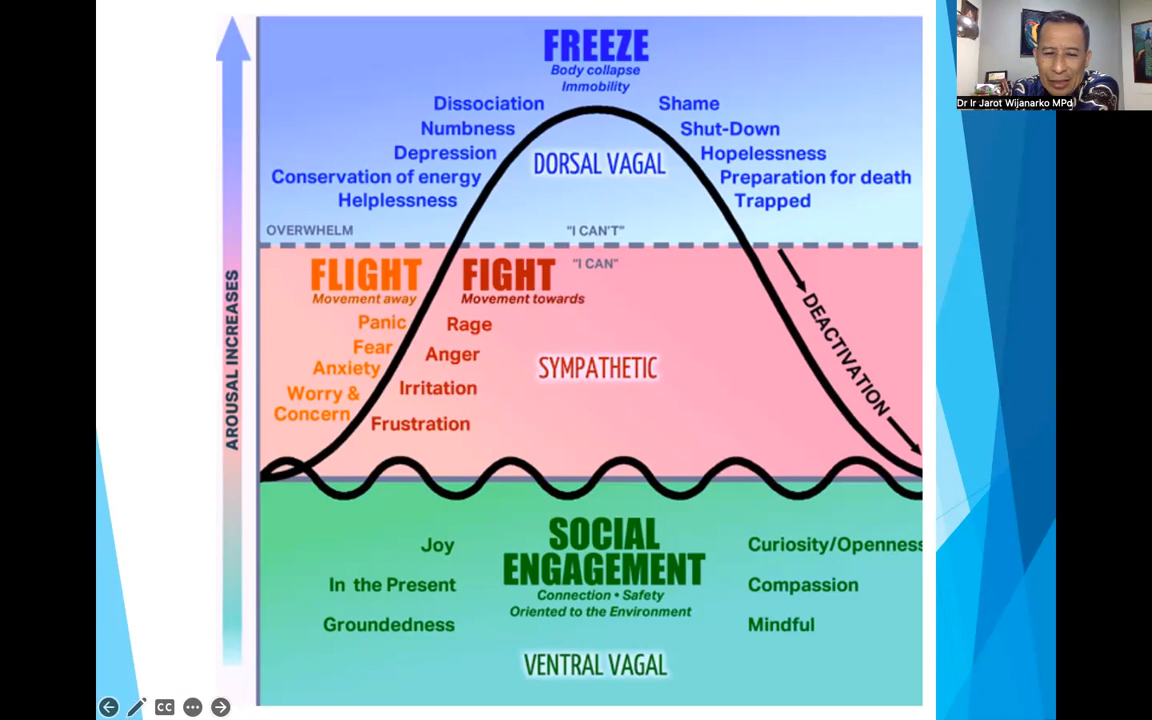 FREEZE
Body collapse
Immobility
Dissociation
Numbness
Depression
Conservation of energy
Helplessness
Shame
Shut-Down
Hopelessness
Preparation for death
Trapped
DORSAL VAGAL
OVERWHELM
"I CAN'T"
"I CAN"
FLIGHT
Movement away
Panic
Fear
Anxiety
Worry &
Concern
FIGHT
Movement towards
Rage
Anger
Irritation
Frustration
SYMPATHETIC
DEACTIVATION
AROUSAL INCREASES
SOCIAL
ENGAGEMENT
Connection • Safety
Oriented to the Environment
Joy
In the Present
Groundedness
Curiosity/Openness
Compassion
Mindful
VENTRAL VAGAL
Dr Ir Jarot Wijanarko MPd
CC